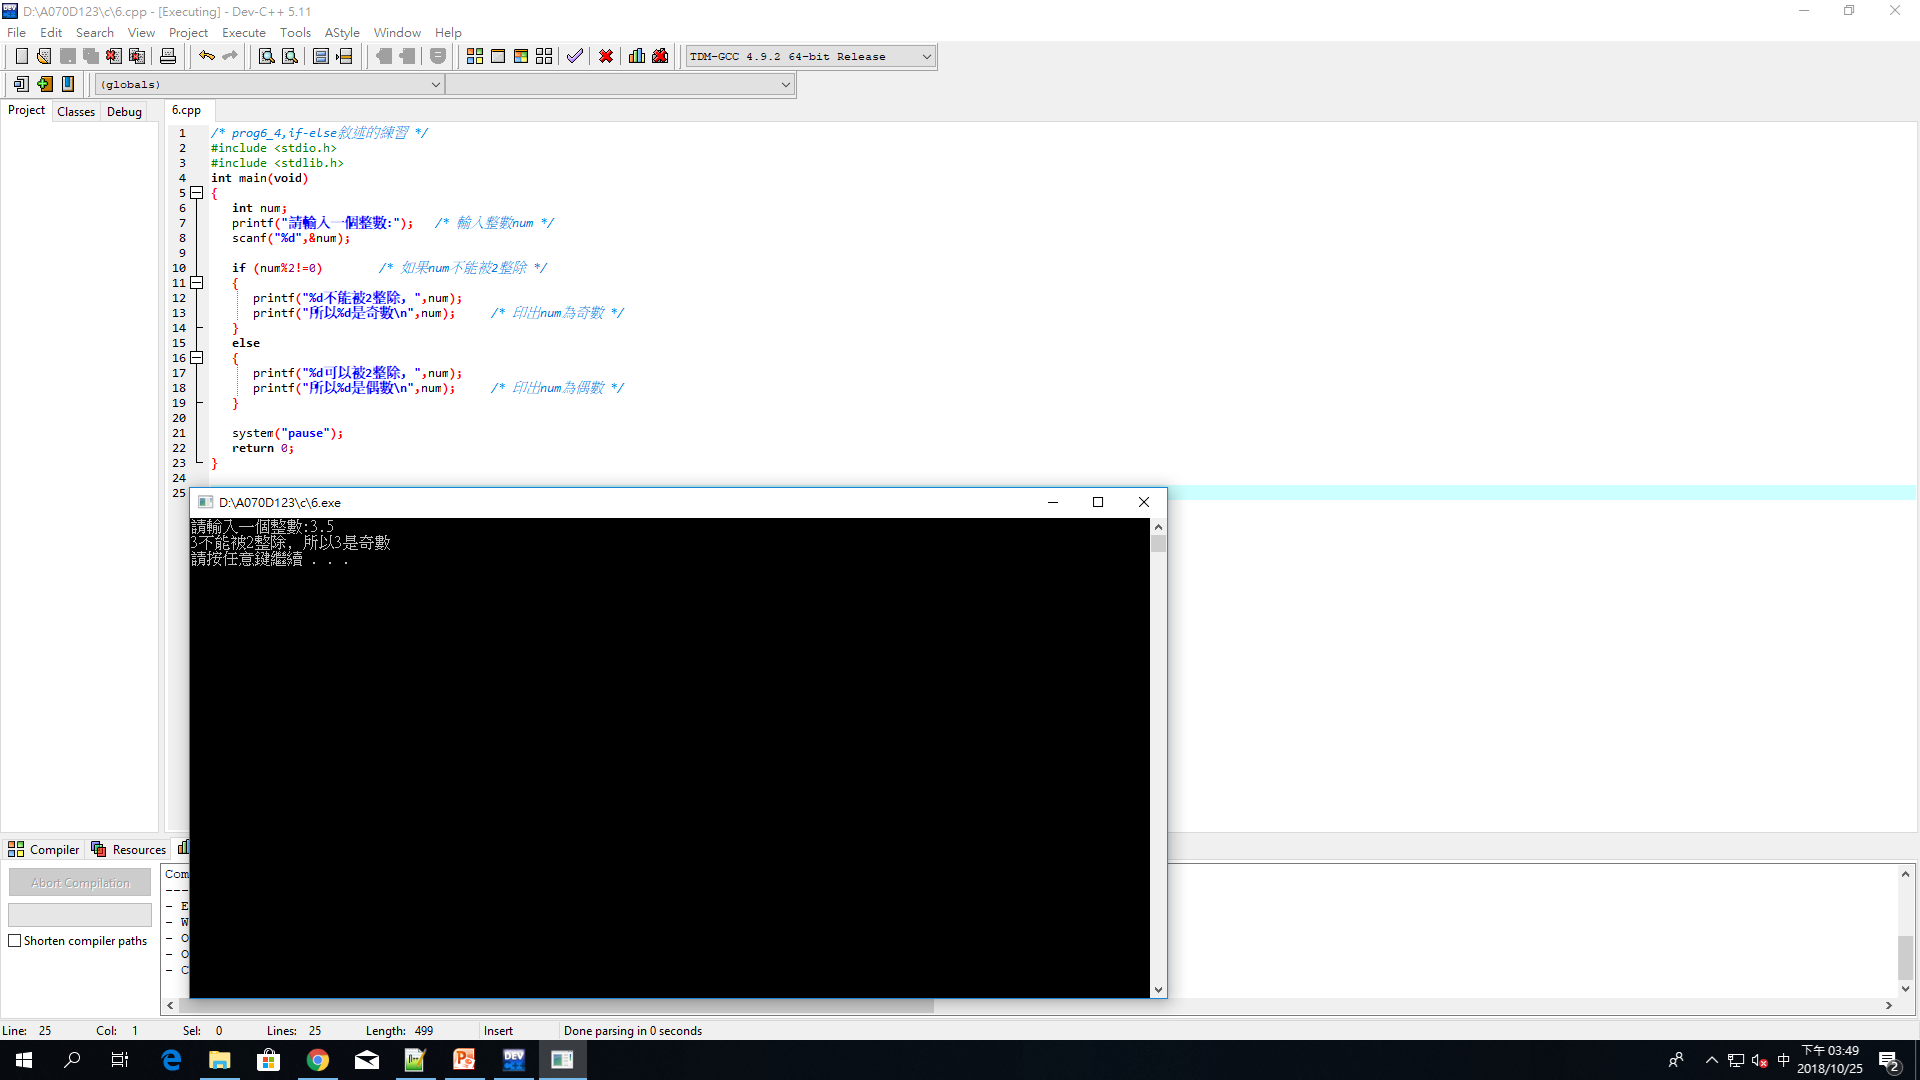 D:\A070D123\c\6.cpp - [Executing] - Dev-C++ 5.11
File Edit Search View Project Execute Tools AStyle Window Help
TDM-GCC 4.9.2 64-bit Release
(globals)
Project Classes Debug
6.cpp
1 /* prog6_4,if-else敘述的練習 */
2 #include <stdio.h>
3 #include <stdlib.h>
4 int main(void)
5 {
6 int num;
7 printf("請輸入一個整數:"); /* 輸入整數num */
8 scanf("%d",&num);
9
10 if (num%2!=0) /* 如果num不能被2整除 */
11 {
12 printf("%d不能被2整除, ",num);
13 printf("所以%d是奇數\n",num); /* 印出num為奇數 */
14 }
15 else
16 {
17 printf("%d可以被2整除, ",num);
18 printf("所以%d是偶數\n",num); /* 印出num為偶數 */
19 }
20
21 system("pause");
22 return 0;
23 }
24
25
D:\A070D123\c\6.exe
請輸入一個整數:3.5
3不能被2整除, 所以3是奇數
請按任意鍵繼續 . . .
Compiler Resources
Abort Compilation
Shorten compiler paths
Com
---
- E
- W
- O
- O
- C
Line: 25 Col: 1 Sel: 0 Lines: 25 Length: 499 Insert Done parsing in 0 seconds
DEV
中
下午 03:49
2018/10/25
2